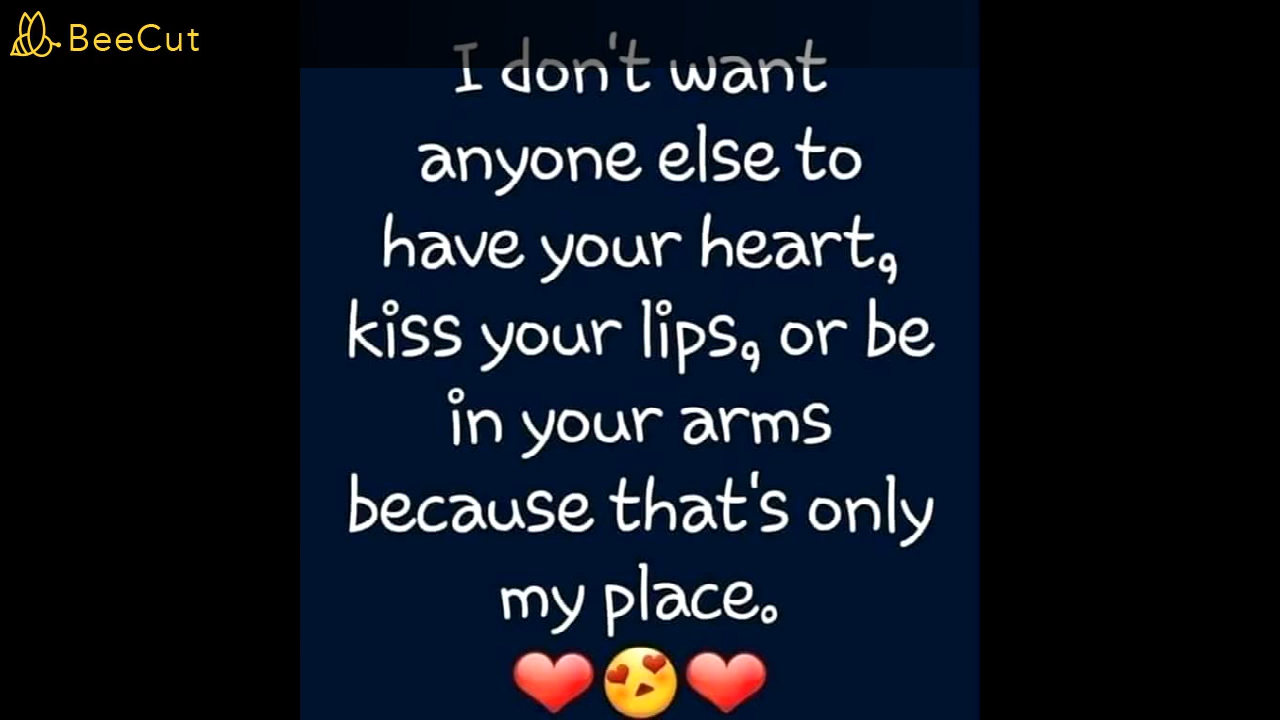 BeeCut
I don't want
anyone else to
have your heart,
kiss your lips, or be
in your arms
because that's only
my place.